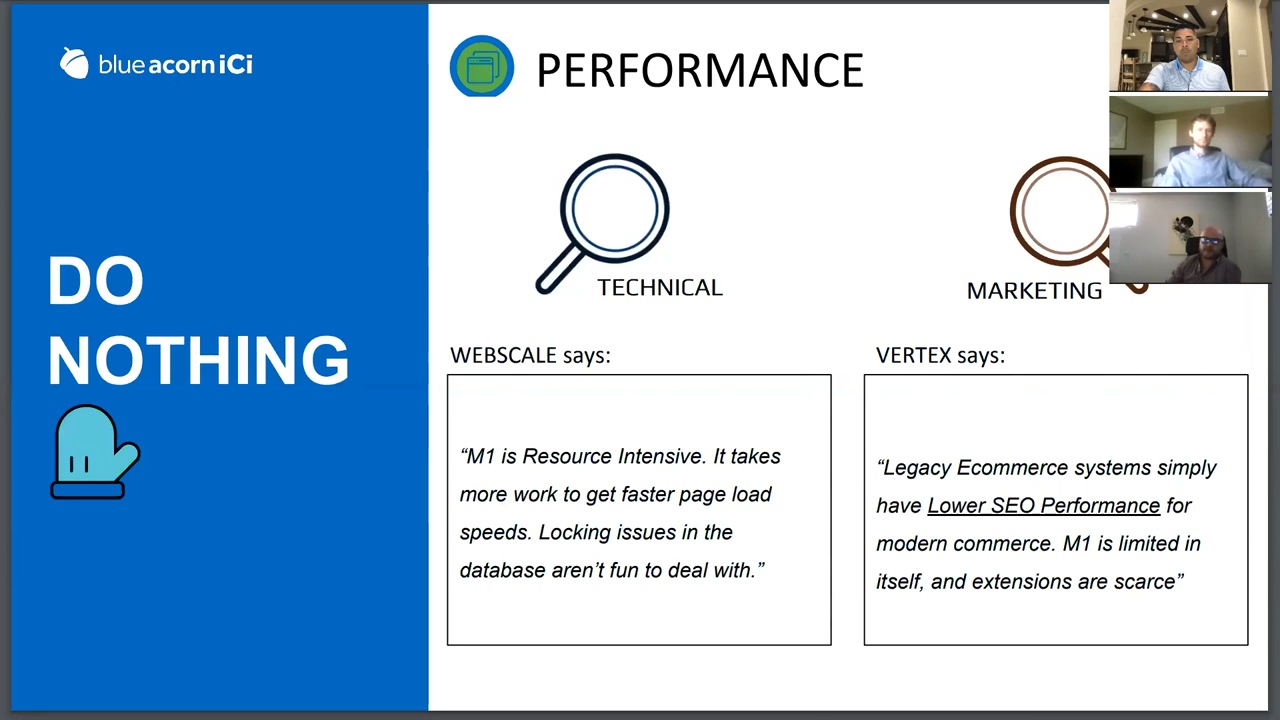 blue acorn iCi
PERFORMANCE
DO
NOTHING
TECHNICAL
MARKETING
WEBSCALE says:
“M1 is Resource Intensive. It takes
more work to get faster page load
speeds. Locking issues in the
database aren’t fun to deal with.”
VERTEX says:
“Legacy Ecommerce systems simply
have Lower SEO Performance for
modern commerce. M1 is limited in
itself, and extensions are scarce”